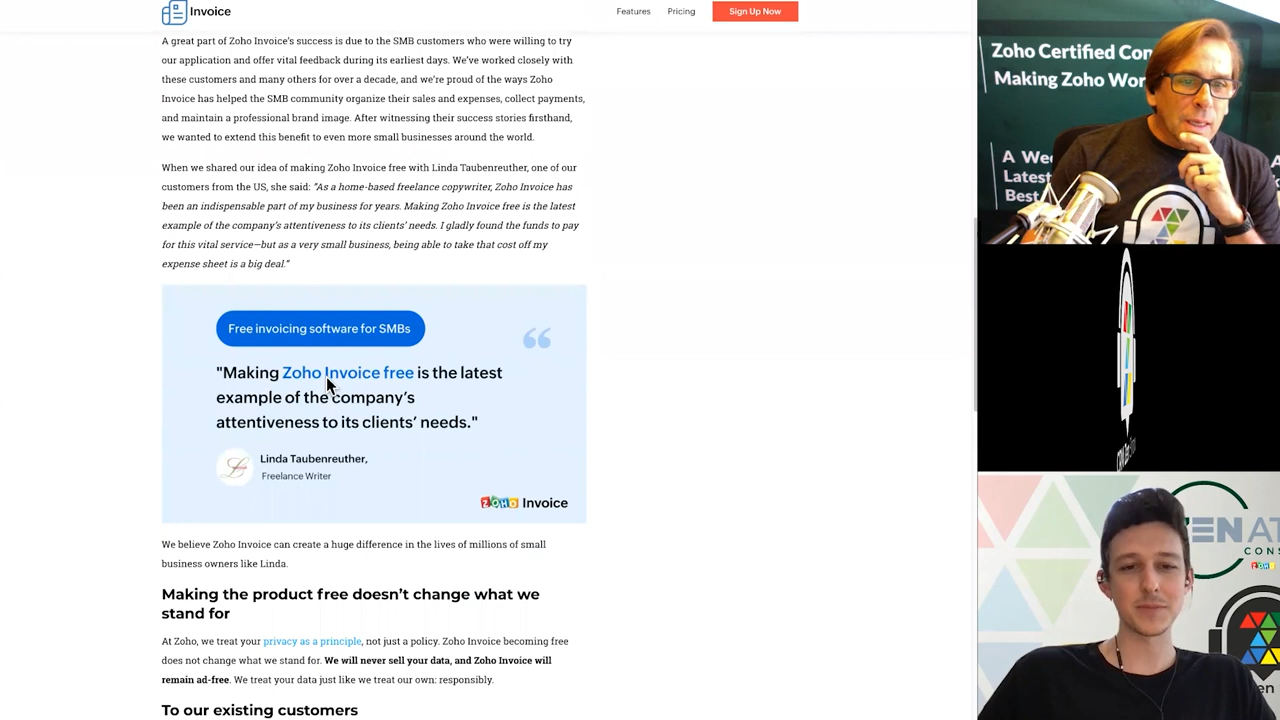 Invoice
Features
Pricing
Sign Up Now
A great part of Zoho Invoice's success is due to the SMB customers who were willing to try
our application and offer vital feedback during its earliest days. We've worked closely with
these customers and many others for over a decade, and we're proud of the ways Zoho
Invoice has helped the SMB community organize their sales and expenses, collect payments,
and maintain a professional brand image. After witnessing their success stories firsthand,
we wanted to extend this benefit to even more small businesses around the world.
When we shared our idea of making Zoho Invoice free with Linda Taubenreuther, one of our
customers from the US, she said: "As a home-based freelance copywriter, Zoho Invoice has
been an indispensable part of my business for years. Making Zoho Invoice free is the latest
example of the company's attentiveness to its clients' needs. I gladly found the funds to pay
for this vital service—but as a very small business, being able to take that cost off my
expense sheet is a big deal."
Free invoicing software for SMBs
"Making Zoho Invoice free is the latest
example of the company's
attentiveness to its clients' needs."
Linda Taubenreuther,
Freelance Writer
ZOHO Invoice
We believe Zoho Invoice can create a huge difference in the lives of millions of small
business owners like Linda.
Making the product free doesn't change what we
stand for
At Zoho, we treat your privacy as a principle, not just a policy. Zoho Invoice becoming free
does not change what we stand for. We will never sell your data, and Zoho Invoice will
remain ad-free. We treat your data just like we treat our own: responsibly.
To our existing customers
Zoho Certified Con
Making Zoho Wor
A Wee
Latest
Best
EN AT
CONS
ZOHO
en